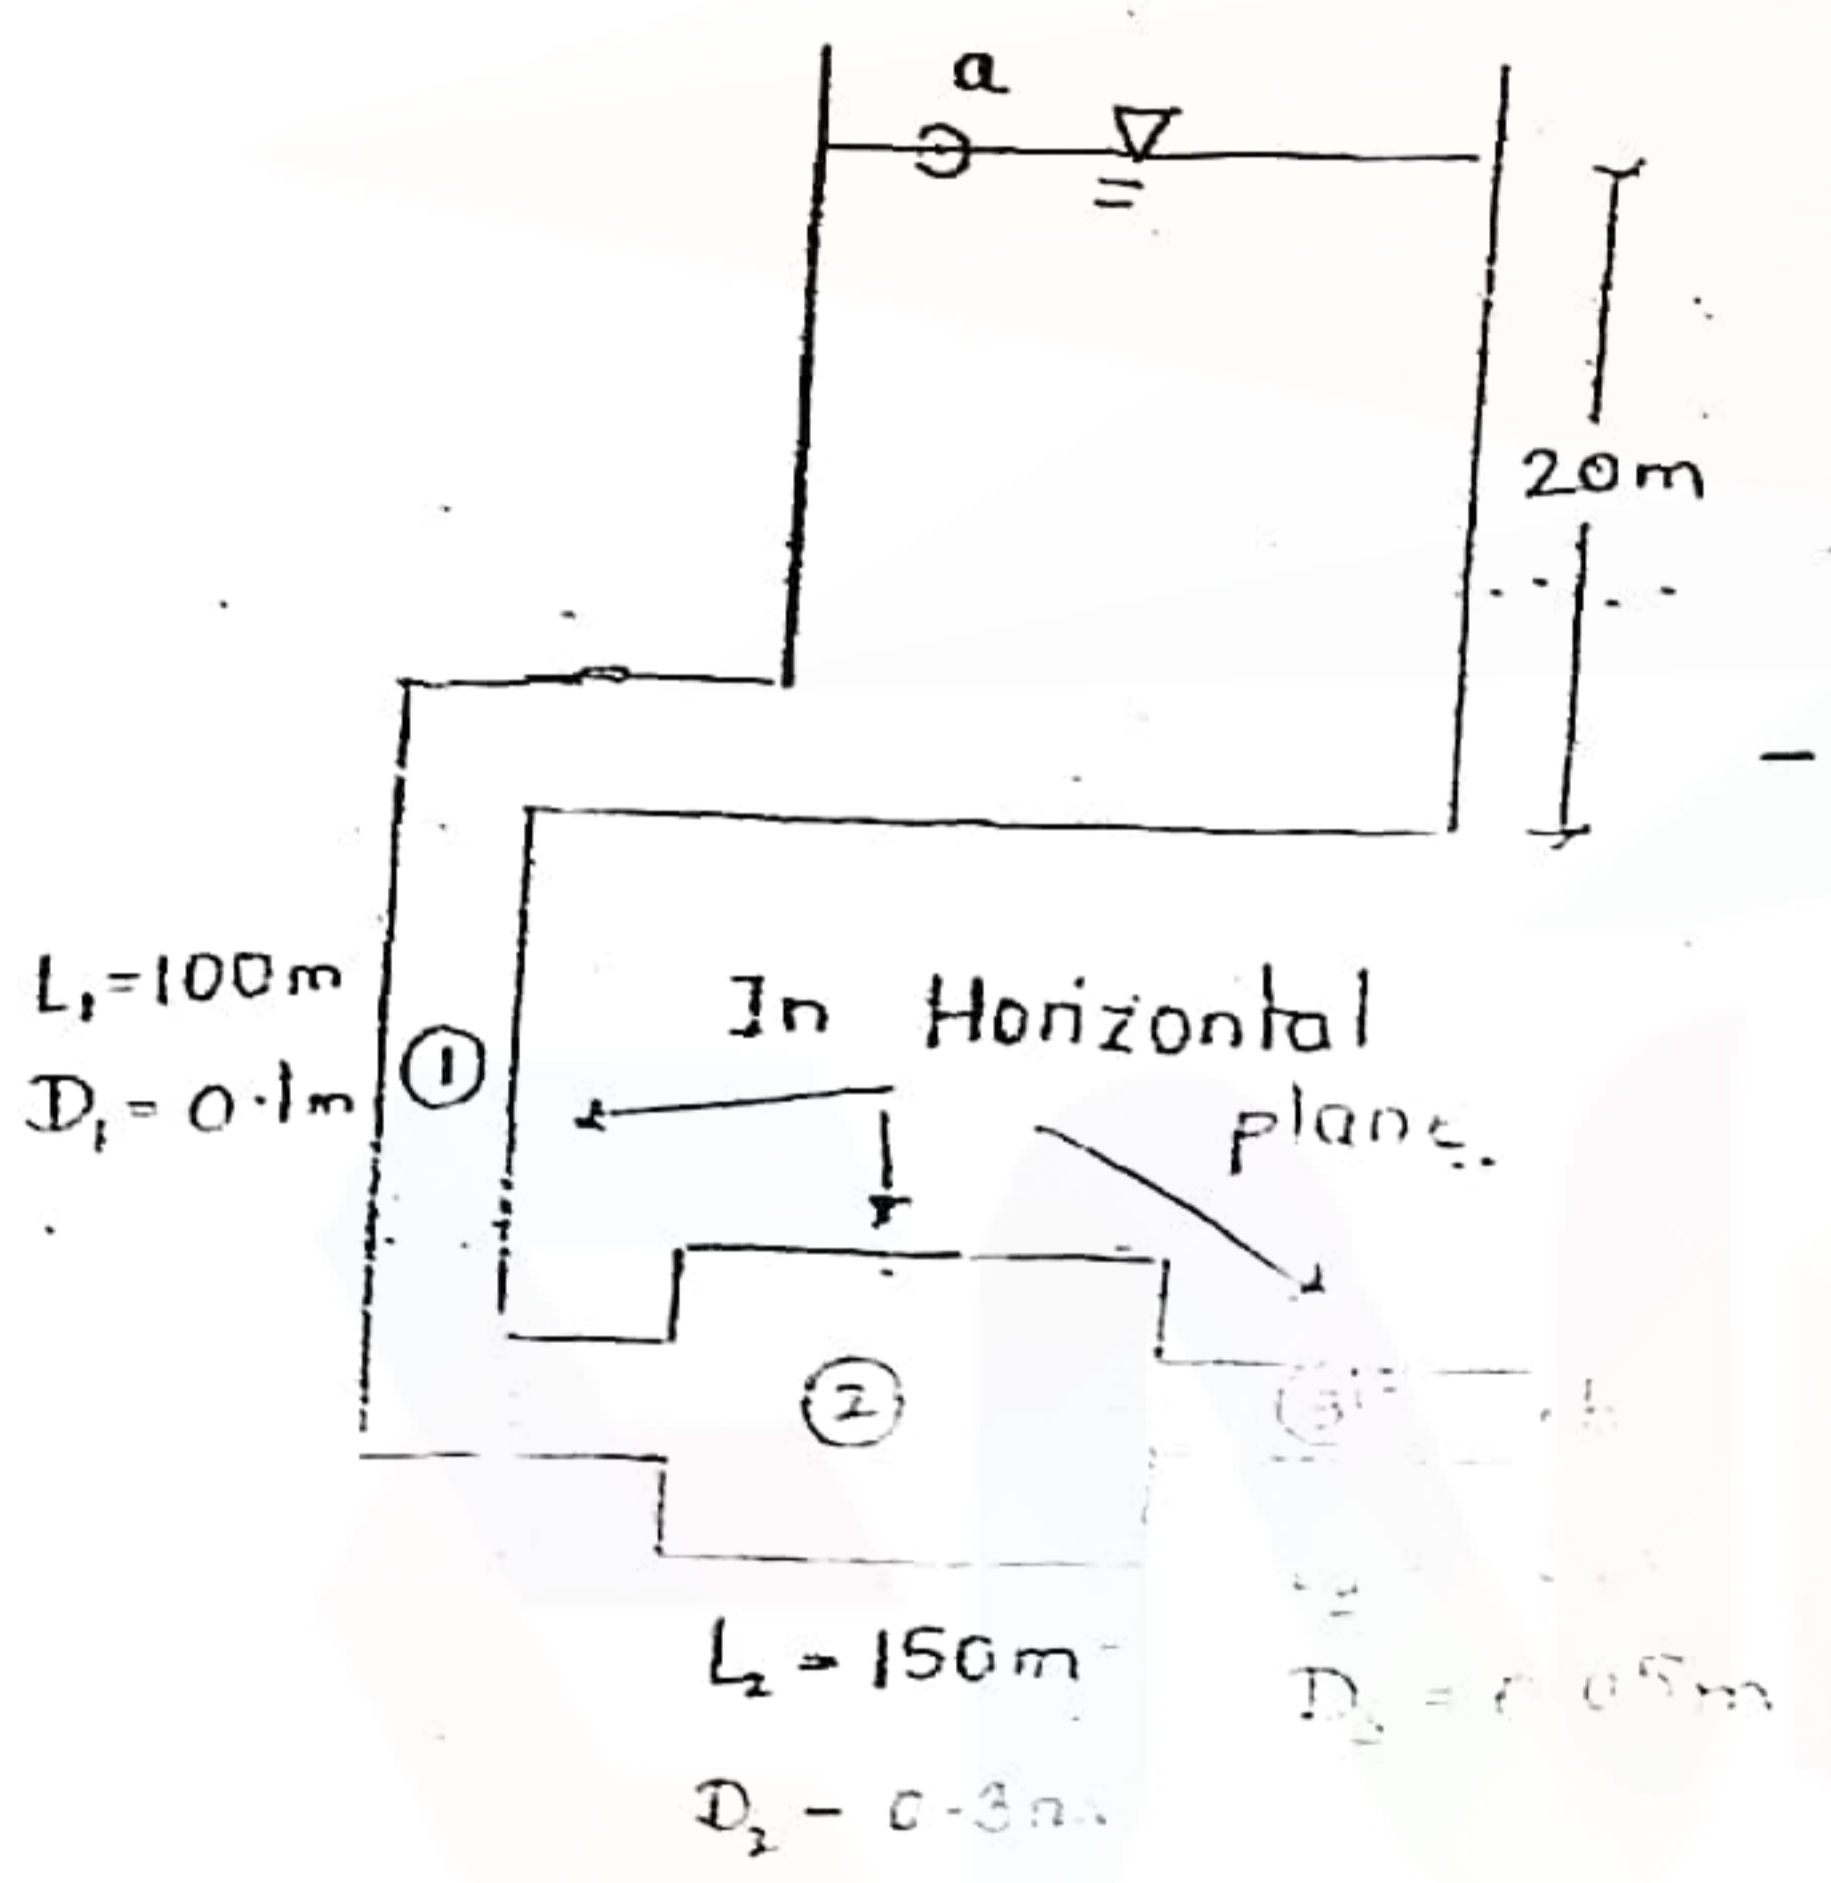 a
20m
L₁=100m
D₁= 0.1m
①
In Horizontal
plane.
②
L₂ = 150m
D₂ - 0.3m